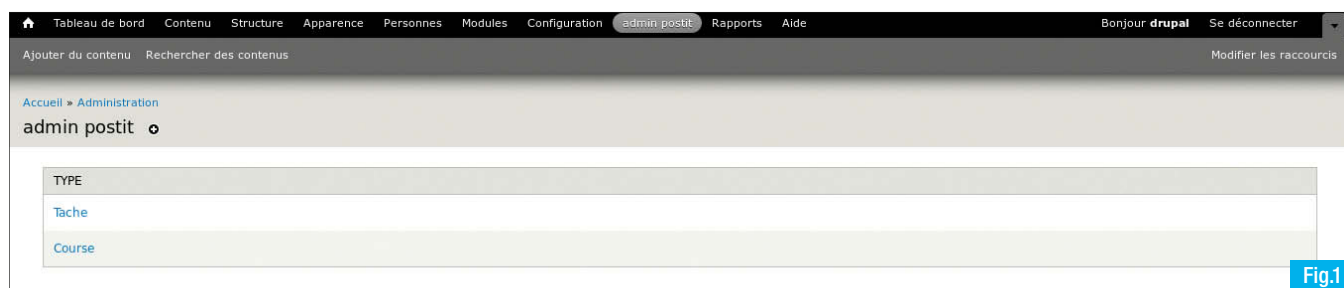 Tableau de bord Contenu Structure Apparence Personnes Modules Configuration admin postit Rapports Aide Bonjour drupal Se déconnecter
Ajouter du contenu Rechercher des contenus Modifier les raccourcis
Accueil » Administration
admin postit
TYPE
Tache
Course
Fig.1